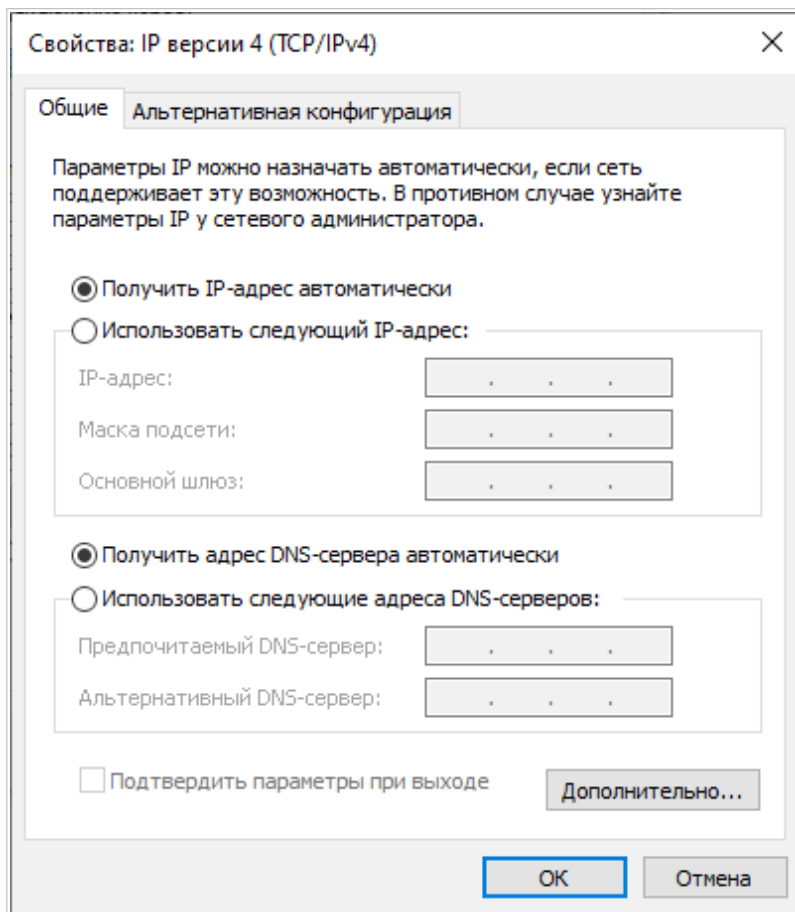 Свойства: IP версии 4 (TCP/IPv4)
Общие
Альтернативная конфигурация
Параметры IP можно назначать автоматически, если сеть
поддерживает эту возможность. В противном случае узнайте
параметры IP у сетевого администратора.
Получить IP-адрес автоматически
Использовать следующий IP-адрес:
IP-адрес:
Маска подсети:
Основной шлюз:
Получить адрес DNS-сервера автоматически
Использовать следующие адреса DNS-серверов:
Предпочитаемый DNS-сервер:
Альтернативный DNS-сервер:
Подтвердить параметры при выходе
Дополнительно...
ОК
Отмена